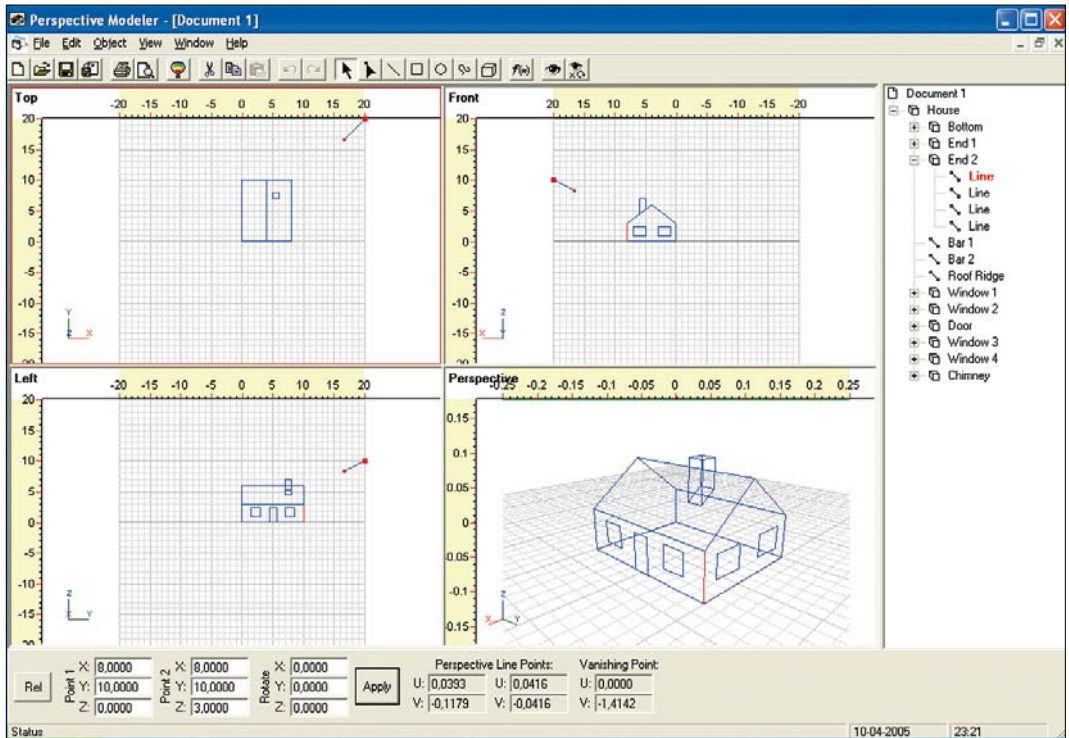 Perspective Modeler - [Document 1]
File Edit Object View Window Help
f(x)
Top
-20 -15 -10 -5 0 5 10 15 20
20
15
10
5
0
-5
-10
-15
-20
Y
Z X
Front
20 15 10 5 0 -5 -10 -15 -20
20
15
10
5
0
-5
-10
-15
Z
X Y
Left
-20 -15 -10 -5 0 5 10 15 20
20
15
10
5
0
-5
-10
-15
-20
Z
X Y
Perspective
-0.25 -0.2 -0.15 -0.1 -0.05 0 0.05 0.1 0.15 0.2 0.25
0.15
0.1
0.05
0
-0.05
-0.1
-0.15
Z
X Y
Document 1
House
Bottom
End 1
End 2
Line
Line
Line
Line
Bar 1
Bar 2
Roof Ridge
Window 1
Window 2
Door
Window 3
Window 4
Chimney
Rel
Point 1
X: 8,0000
Y: 10,0000
Z: 0,0000
Point 2
X: 8,0000
Y: 10,0000
Z: 3,0000
Rotate
X: 0,0000
Y: 0,0000
Z: 0,0000
Apply
Perspective Line Points:
U: 0,0393 U: 0,0416
V: -0,1179 V: -0,0416
Vanishing Point:
U: 0,0000
V: -1,4142
Status 10-04-2005 23:21